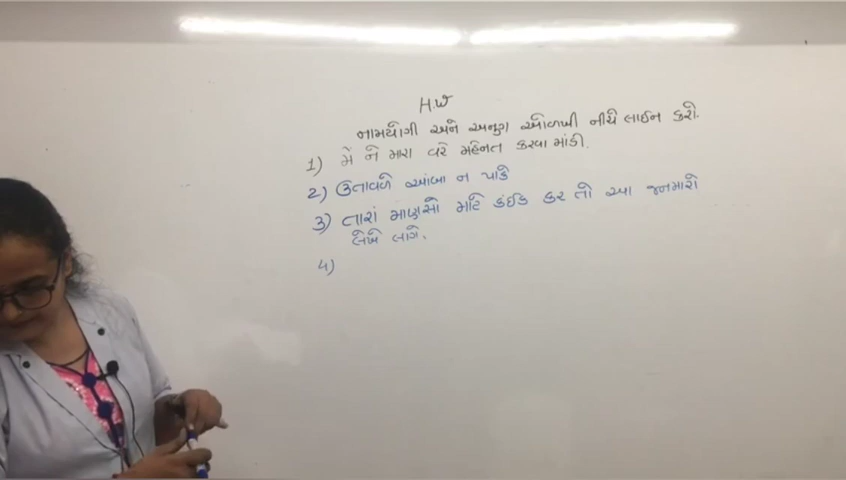 H.W
નામયોગી અને અનુગ ઓળખી નીચે લાઈન કરો.
1) મેં ને મારા વરે મહેનત કરવા માંડી.
2) ઉતાવળે આંબા ન પાકે
3) તારાં માણસો માટે કંઈક કર તો આ જનમારો
લેખે લાગે.
4)